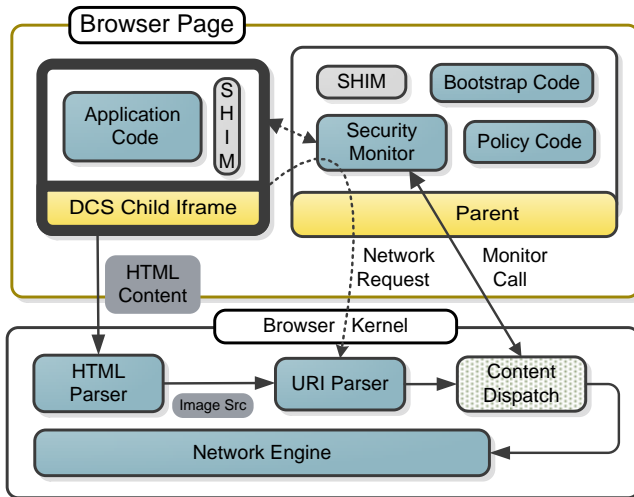 Browser Page
Application
Code
S
H
I
M
DCS Child Iframe
SHIM
Bootstrap Code
Security
Monitor
Policy Code
Parent
HTML
Content
Network
Request
Monitor
Call
Browser Kernel
HTML
Parser
Image Src
URI Parser
Content
Dispatch
Network Engine